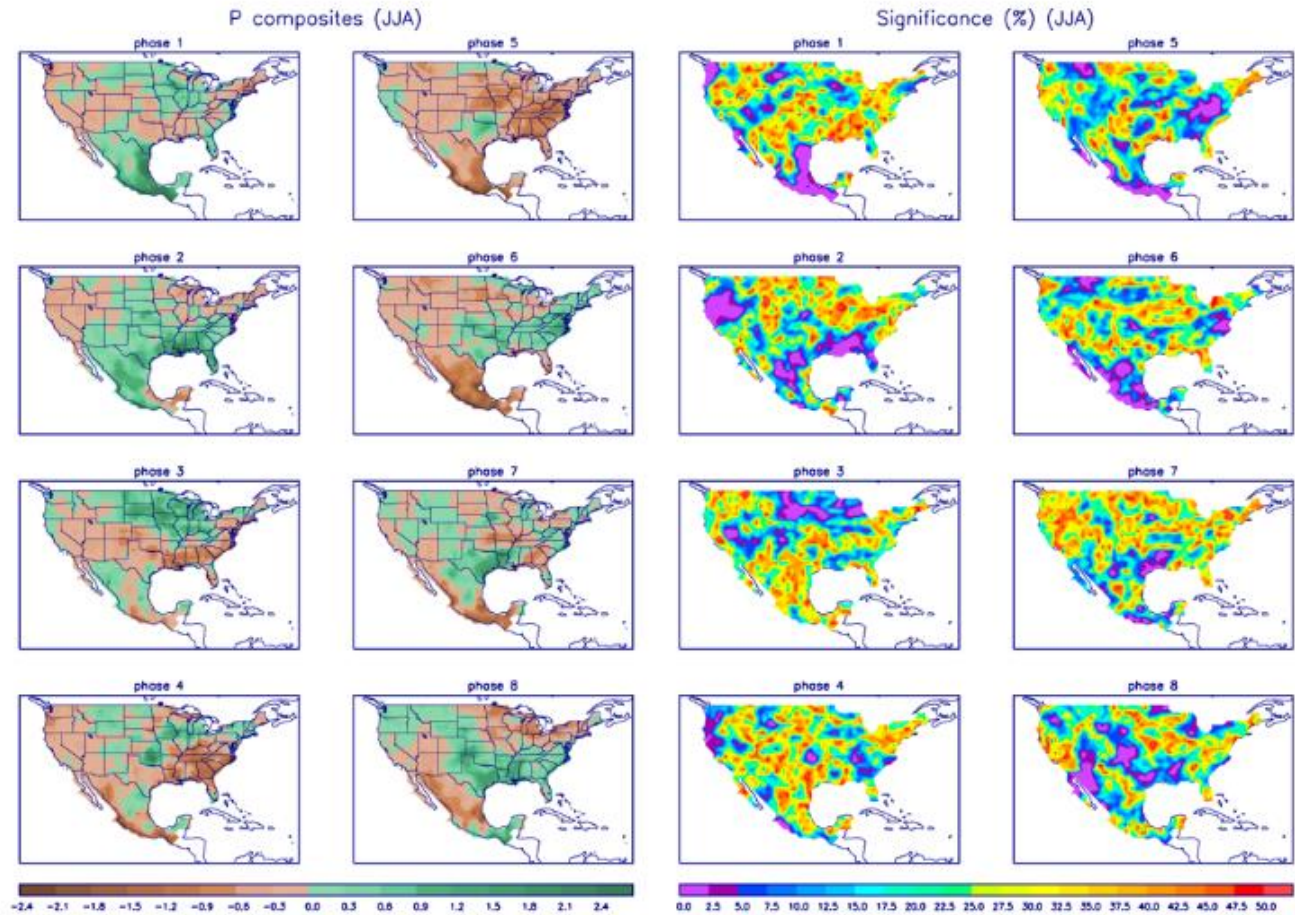 P composites (JJA) Significance (%) (JJA)
phase 1 phase 5 phase 1 phase 5
phase 2 phase 6 phase 2 phase 6
phase 3 phase 7 phase 3 phase 7
phase 4 phase 8 phase 4 phase 8
-2.4 -2.1 -1.8 -1.5 -1.2 -0.9 -0.6 -0.3 0.0 0.3 0.6 0.9 1.2 1.5 1.8 2.1 2.4 0.0 2.5 5.0 7.5 10.0 12.5 15.0 17.5 20.0 22.5 25.0 27.5 30.0 32.5 35.0 37.5 40.0 42.5 45.0 47.5 50.0